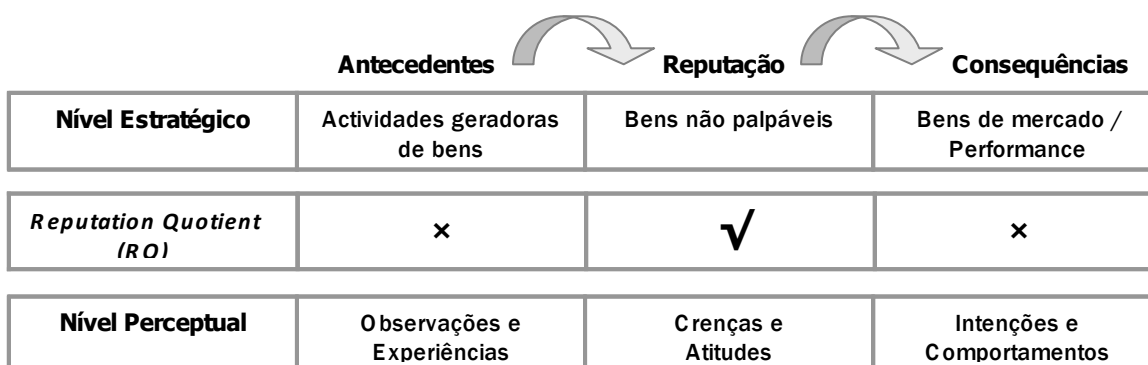 Antecedentes Reputação Consequências
Nível Estratégico Actividades geradoras Bens não palpáveis Bens de mercado /
de bens Performance
Reputation Quotient × √ ×
(RQ)
Nível Perceptual Observações e Crenças e Intenções e
Experiências Atitudes Comportamentos